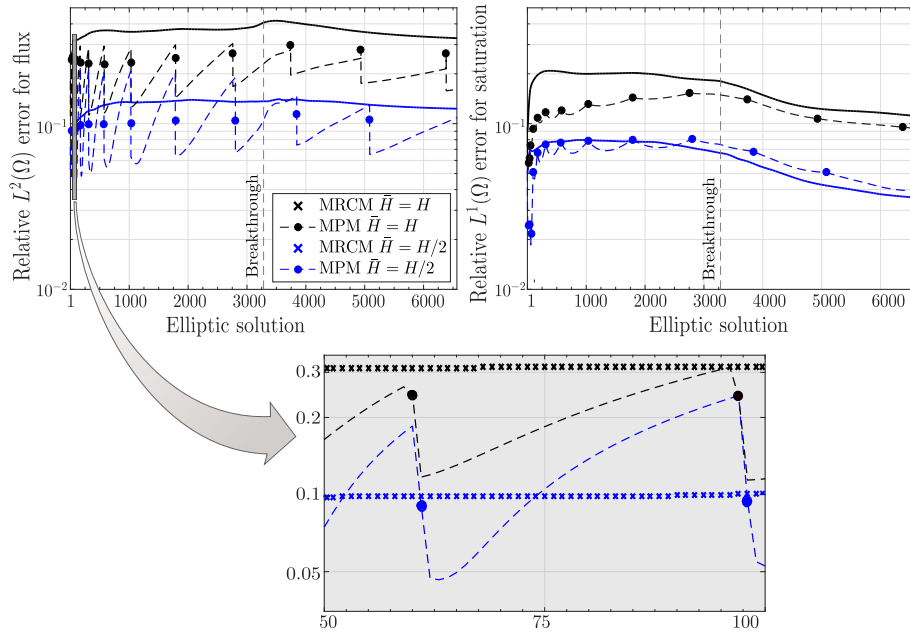 Relative L²(Ω) error for flux
10⁻¹
10⁻²
1
1000
2000
3000
4000
5000
6000
Elliptic solution
Breakthrough
MRCM H̄ = H
MPM H̄ = H
MRCM H̄ = H/2
MPM H̄ = H/2
Relative L¹(Ω) error for saturation
10⁻¹
10⁻²
1
1000
2000
3000
4000
5000
6000
Elliptic solution
Breakthrough
0.3
0.2
0.1
0.05
50
75
100